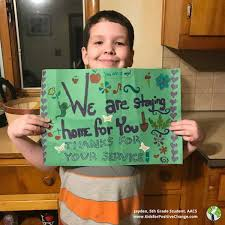 We are staying
home for You
THANKS FOR
YOUR SERVICE!
Jayden, 5th Grade Student, AACS
www.KidsforPositiveChange.com